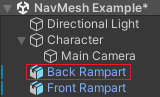 NavMesh Example*
Directional Light
Character
Main Camera
Back Rampart
Front Rampart